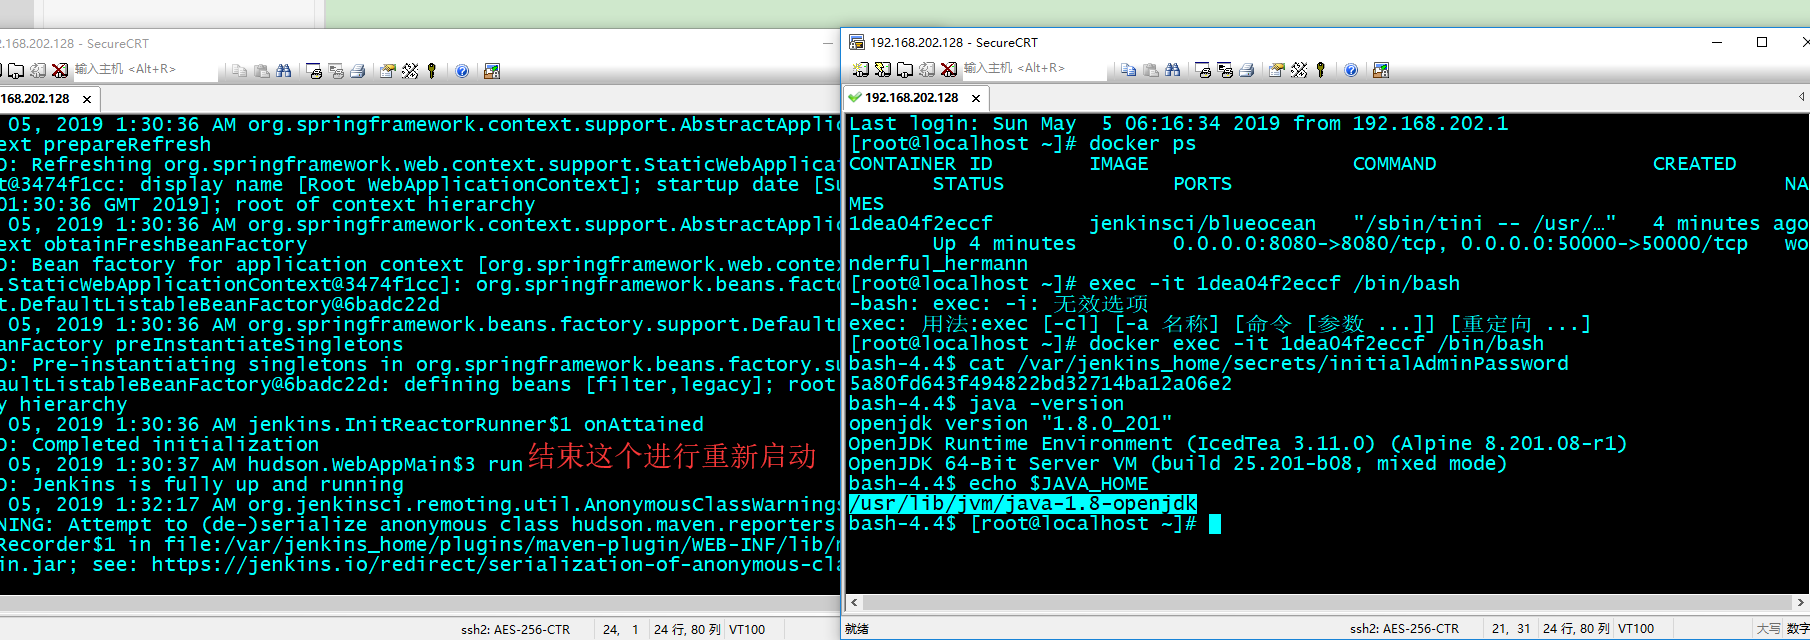 2.168.202.128 - SecureCRT
输入主机 <Alt+R>
168.202.128
05, 2019 1:30:36 AM org.springframework.context.support.AbstractApplic
ext prepareRefresh
O: Refreshing org.springframework.web.context.support.StaticWebApplicat
t@3474f1cc: display name [Root WebApplicationContext]; startup date [Su
01:30:36 GMT 2019]; root of context hierarchy
05, 2019 1:30:36 AM org.springframework.context.support.AbstractApplic
ext obtainFreshBeanFactory
O: Bean factory for application context [org.springframework.web.conte
.StaticWebApplicationContext@3474f1cc]: org.springframework.beans.fact
t.DefaultListableBeanFactory@6badc22d
05, 2019 1:30:36 AM org.springframework.beans.factory.support.Default
anFactory preInstantiateSingletons
O: Pre-instantiating singletons in org.springframework.beans.factory.su
aultListableBeanFactory@6badc22d: defining beans [filter,legacy]; root
y hierarchy
05, 2019 1:30:36 AM jenkins.InitReactorRunner$1 onAttained
O: Completed initialization
05, 2019 1:30:37 AM hudson.WebAppMain$3 run
结束这个进行重新启动
O: Jenkins is fully up and running
05, 2019 1:32:17 AM org.jenkinsci.remoting.util.AnonymousClassWarnings
NING: Attempt to (de-)serialize anonymous class hudson.maven.reporters
Recorder$1 in file:/var/jenkins_home/plugins/maven-plugin/WEB-INF/lib/
in.jar; see: https://jenkins.io/redirect/serialization-of-anonymous-cla
ssh2: AES-256-CTR 24, 1 24 行, 80 列 VT100
192.168.202.128 - SecureCRT
输入主机 <Alt+R>
192.168.202.128
Last login: Sun May  5 06:16:34 2019 from 192.168.202.1
[root@localhost ~]# docker ps
CONTAINER ID        IMAGE                 COMMAND                  CREATED
STATUS              PORTS                                              NA
MES
1dea04f2eccf        jenkinsci/blueocean   "/sbin/tini -- /usr/…"   4 minutes ago
Up 4 minutes        0.0.0.0:8080->8080/tcp, 0.0.0.0:50000->50000/tcp   wo
nderful_hermann
[root@localhost ~]# exec -it 1dea04f2eccf /bin/bash
-bash: exec: -i: 无效选项
exec: 用法:exec [-cl] [-a 名称] [命令 [参数 ...]] [重定向 ...]
[root@localhost ~]# docker exec -it 1dea04f2eccf /bin/bash
bash-4.4$ cat /var/jenkins_home/secrets/initialAdminPassword
5a80fd643f494822bd32714ba12a06e2
bash-4.4$ java -version
openjdk version "1.8.0_201"
OpenJDK Runtime Environment (IcedTea 3.11.0) (Alpine 8.201.08-r1)
OpenJDK 64-Bit Server VM (build 25.201-b08, mixed mode)
bash-4.4$ echo $JAVA_HOME
/usr/lib/jvm/java-1.8-openjdk
bash-4.4$ [root@localhost ~]#
就绪 ssh2: AES-256-CTR 21, 31 24 行, 80 列 VT100 大写 数字